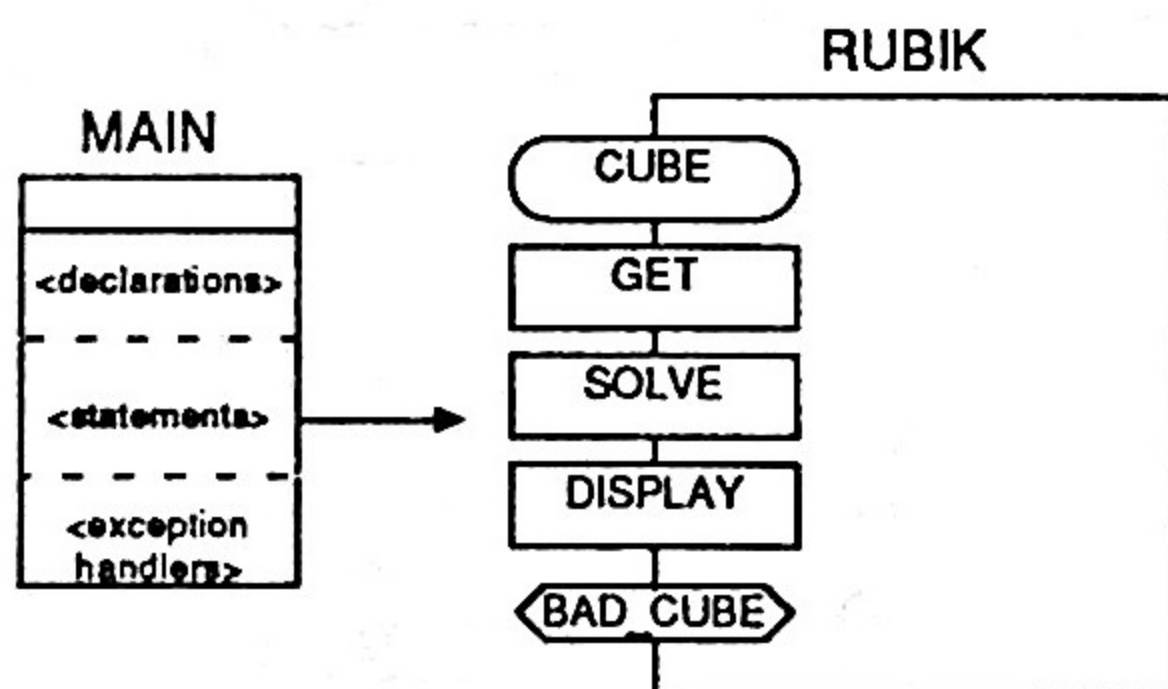 MAIN
<declarations>
<statements>
<exception
handlers>
RUBIK
CUBE
GET
SOLVE
DISPLAY
BAD_CUBE